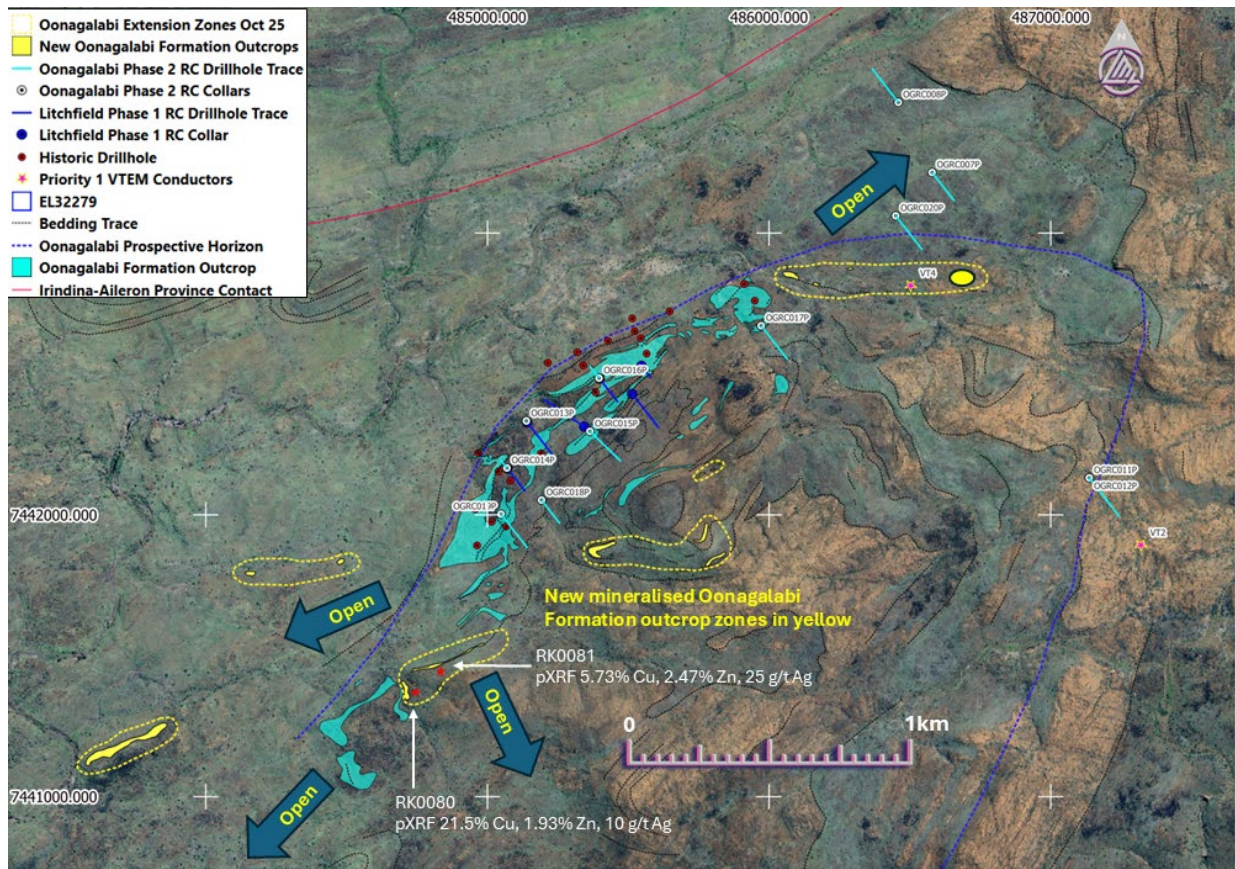 485000.000
486000.000
487000.000
Oonagalabi Extension Zones Oct 25
New Oonagalabi Formation Outcrops
Oonagalabi Phase 2 RC Drillhole Trace
Oonagalabi Phase 2 RC Collars
Litchfield Phase 1 RC Drillhole Trace
Litchfield Phase 1 RC Collar
Historic Drillhole
Priority 1 VTEM Conductors
EL32279
Bedding Trace
Oonagalabi Prospective Horizon
Oonagalabi Formation Outcrop
Irindina-Aileron Province Contact
N
OGRC008P
OGRC007P
Open
OGRC020P
VT4
OGRC017P
OGRC016P
OGRC013P
OGRC015P
OGRC014P
OGRC018P
OGRC019P
OGRC011P
OGRC012P
7442000.000
VT2
Open
New mineralised Oonagalabi
Formation outcrop zones in yellow
RK0081
pXRF 5.73% Cu, 2.47% Zn, 25 g/t Ag
Open
0
1km
7441000.000
Open
RK0080
pXRF 21.5% Cu, 1.93% Zn, 10 g/t Ag